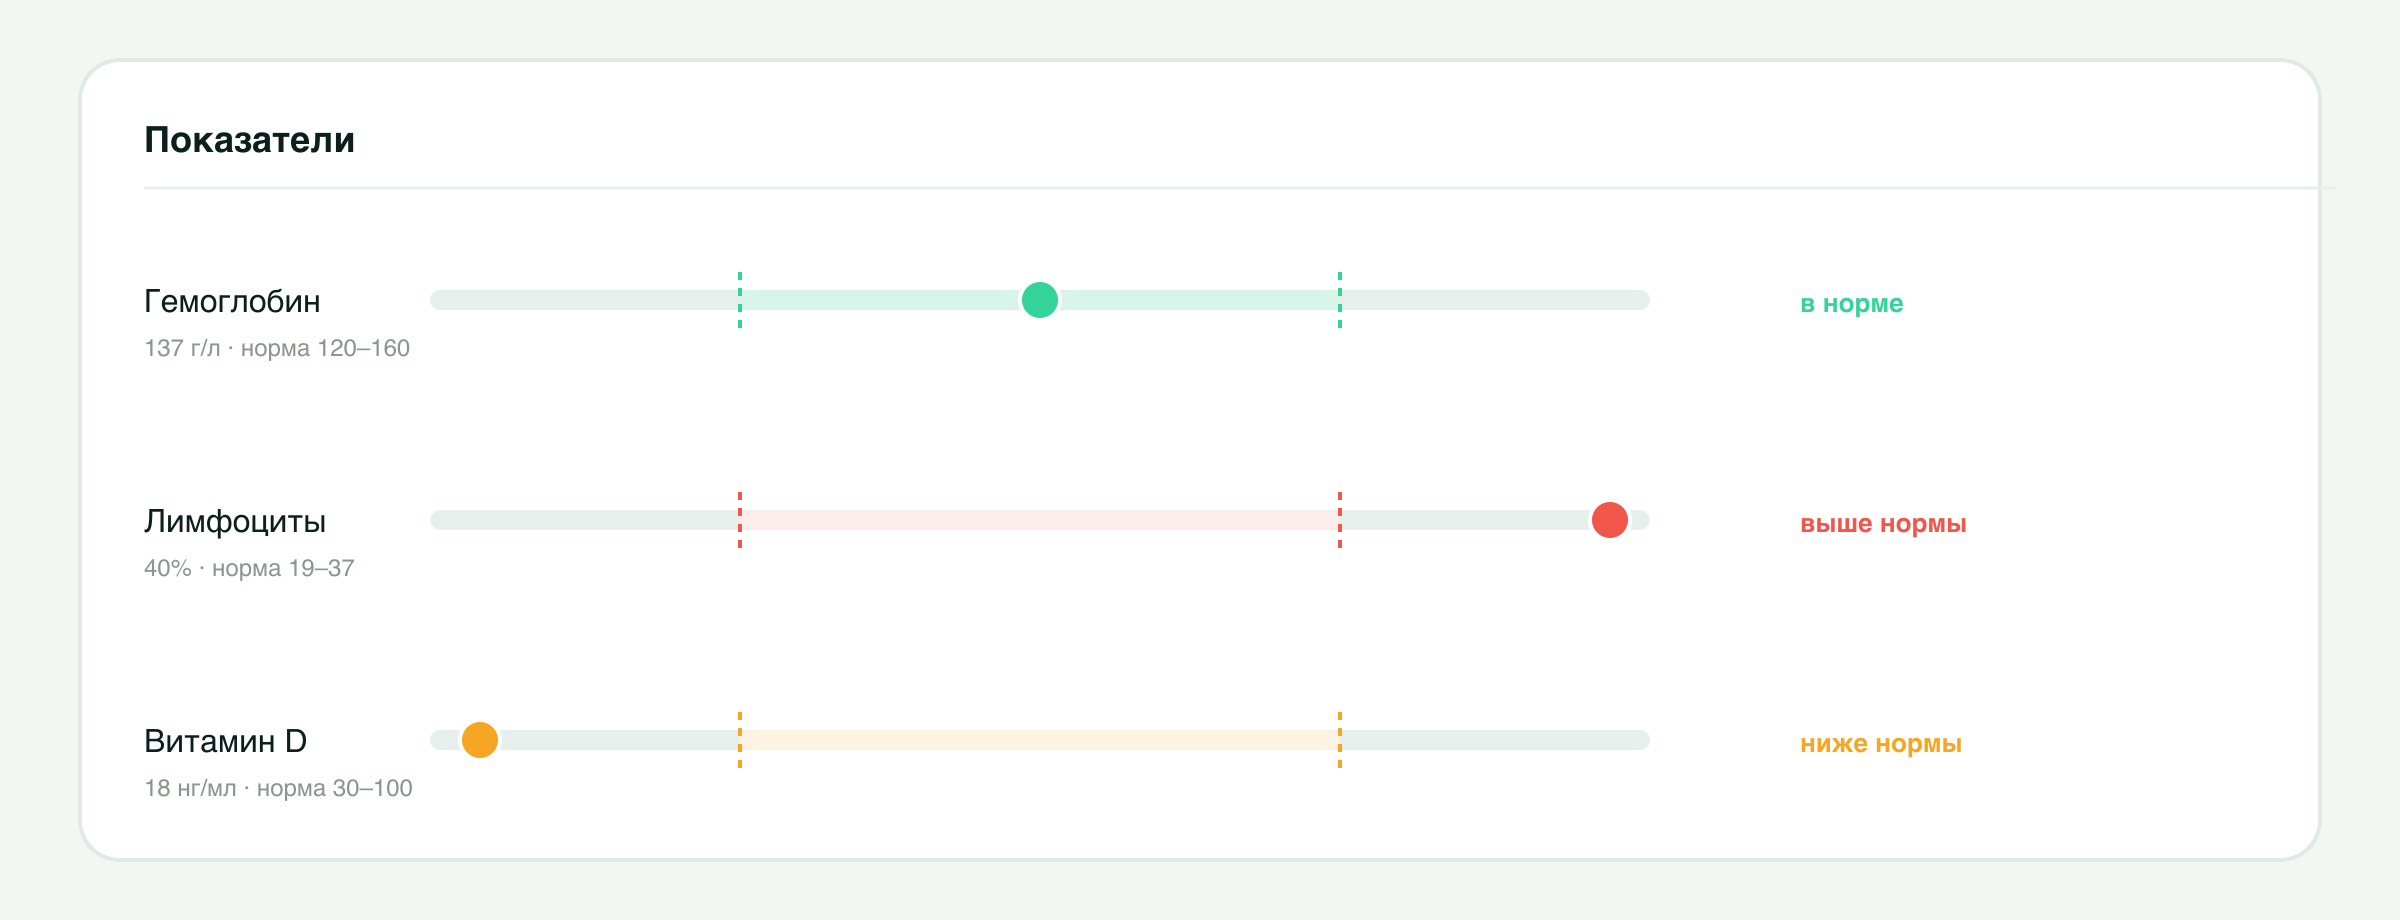 Показатели
Гемоглобин
в норме
137 г/л · норма 120–160
Лимфоциты
выше нормы
40% · норма 19–37
Витамин D
ниже нормы
18 нг/мл · норма 30–100